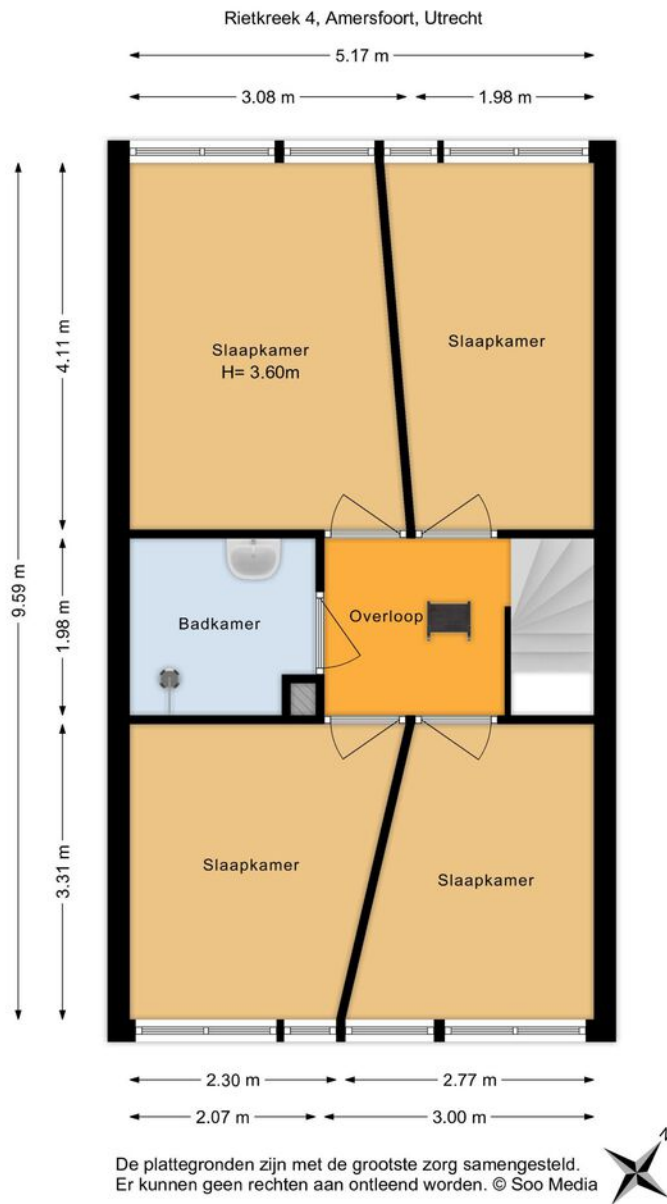 Rietkreek 4, Amersfoort, Utrecht
5.17 m
3.08 m
1.98 m
4.11 m
Slaapkamer
H= 3.60m
Slaapkamer
9.59 m
1.98 m
Badkamer
Overloop
3.31 m
Slaapkamer
Slaapkamer
2.30 m
2.77 m
2.07 m
3.00 m
De plattegronden zijn met de grootste zorg samengesteld.
Er kunnen geen rechten aan ontleend worden. © Soo Media